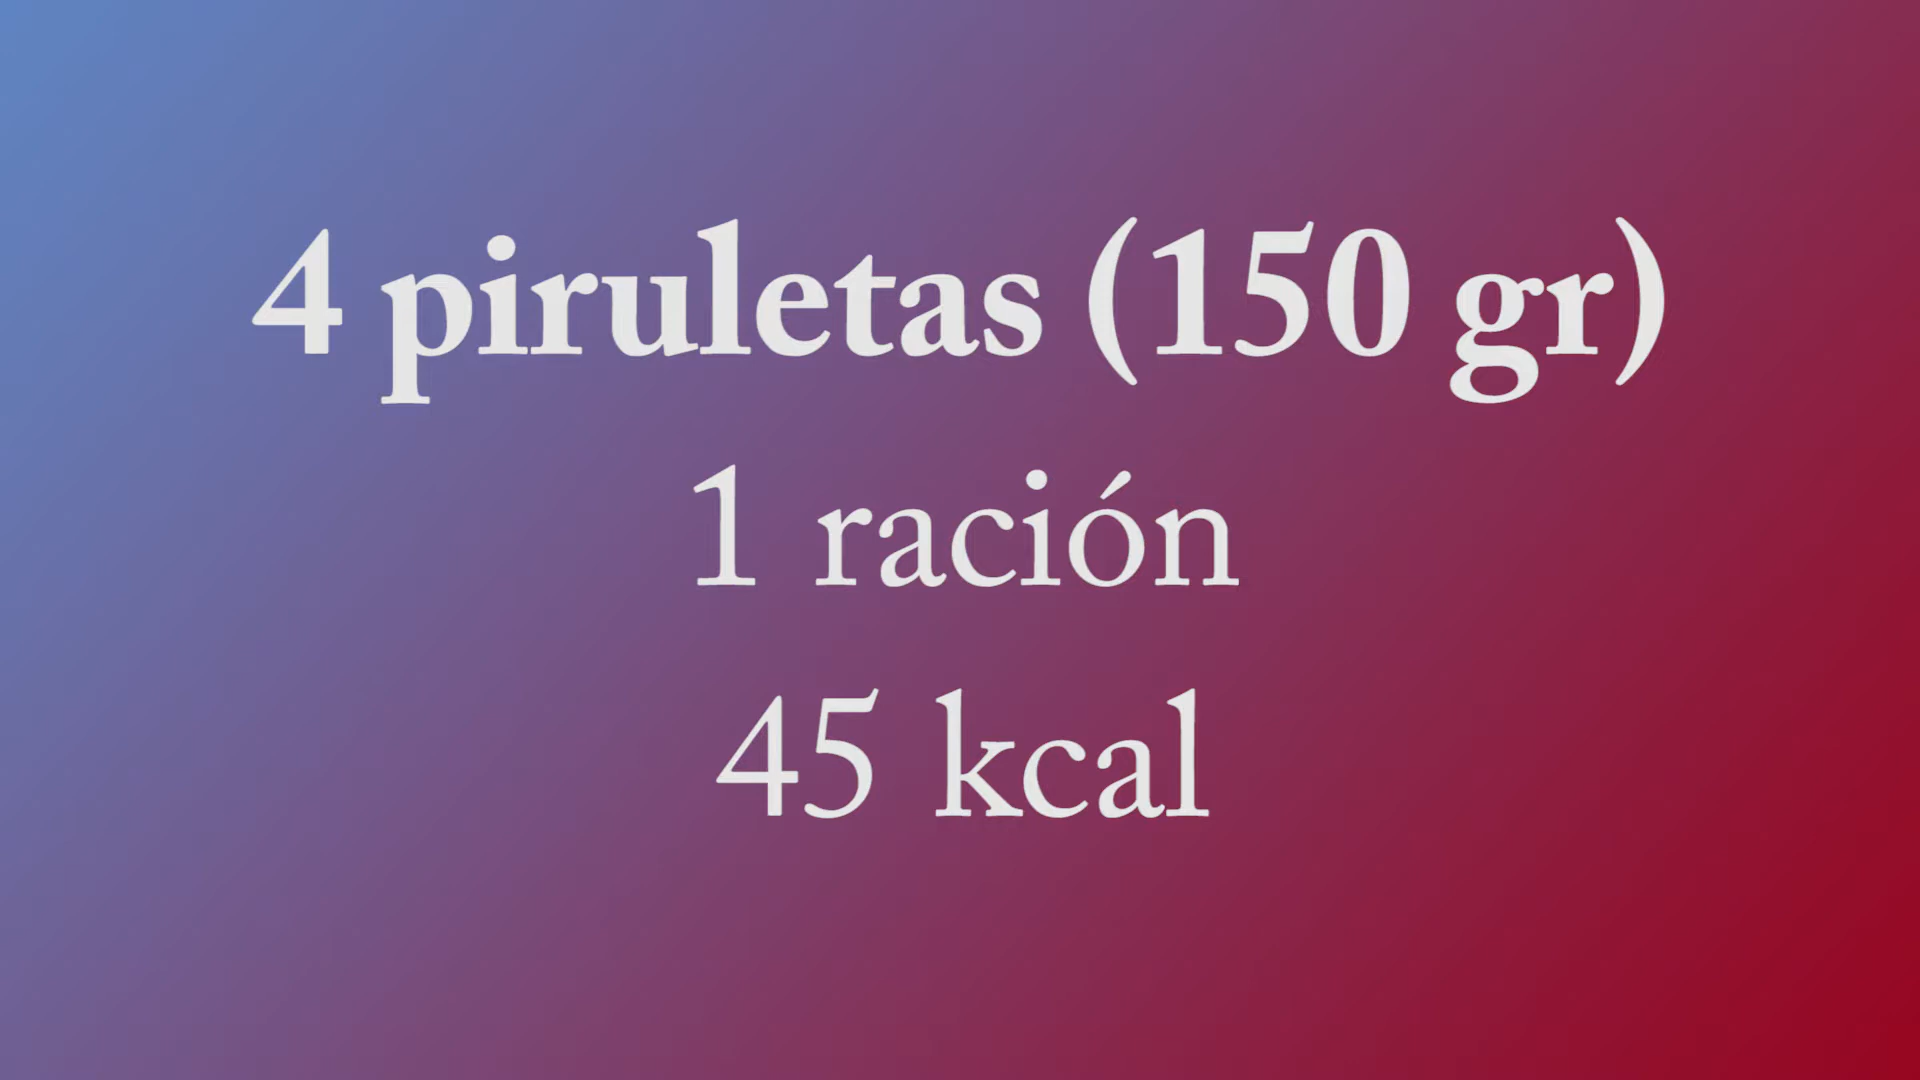 4 piruletas (150 gr)
1 ración
45 kcal